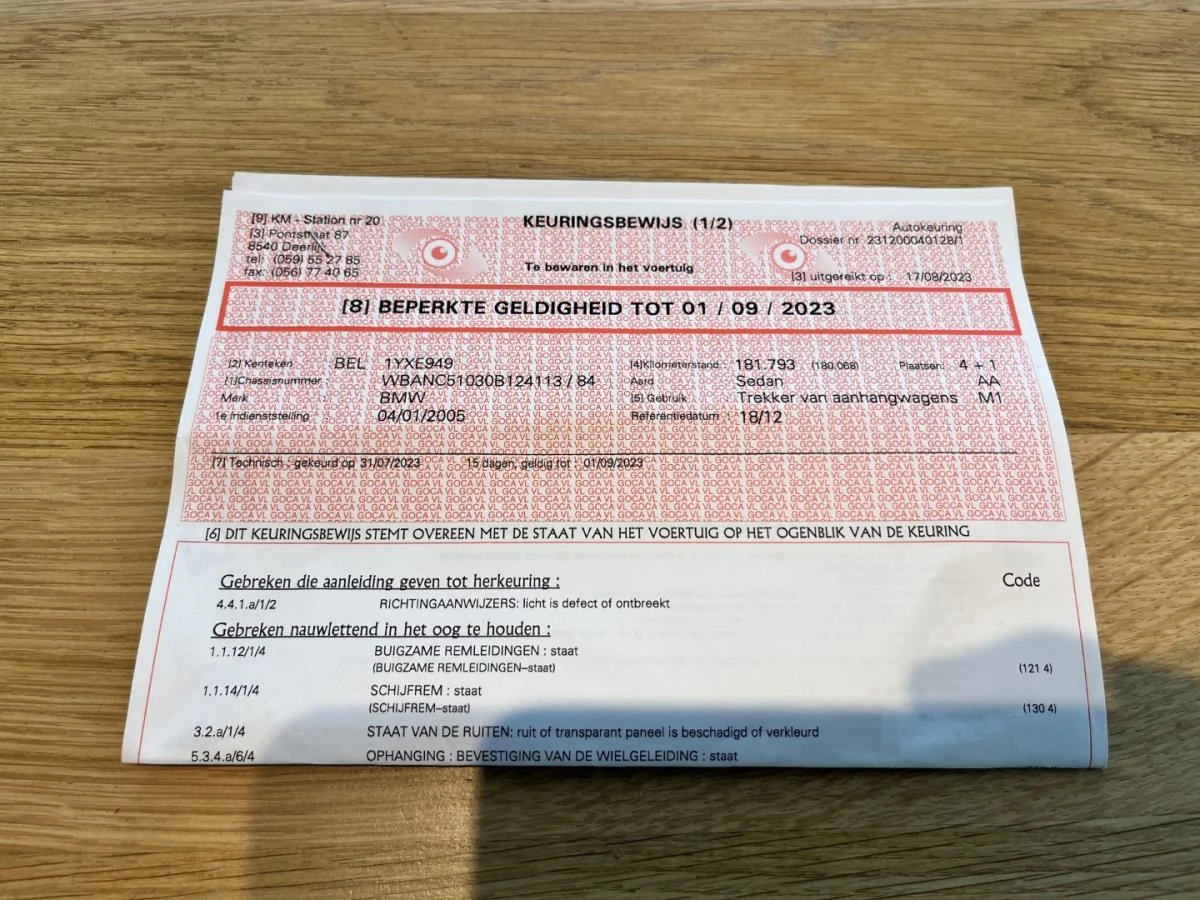 [9] KM - Station nr 20
[3] Pontstraat 87
8540 Deerlijk
tel: (059) 55 27 85
fax: (056) 77 40 65
KEURINGSBEWIJS (1/2)
Te bewaren in het voertuig
Autokeuring
Dossier nr 231200040128/1
[3] uitgereikt op : 17/08/2023
[8] BEPERKTE GELDIGHEID TOT 01 / 09 / 2023
[2] Kenteken BEL 1YXE949 [4]Kilometerstand : 181.793 (180.068) Plaatsen: 4 + 1
[1]Chassisnummer : WBANC51030B124113 / 84 Aard : Sedan AA
Merk : BMW [5] Gebruik : Trekker van aanhangwagens M1
1e indienststelling 04/01/2005 Referentiedatum : 18/12
[7] Technisch : gekeurd op 31/07/2023 15 dagen, geldig tot : 01/09/2023
[6] DIT KEURINGSBEWIJS STEMT OVEREEN MET DE STAAT VAN HET VOERTUIG OP HET OGENBLIK VAN DE KEURING
Gebreken die aanleiding geven tot herkeuring : Code
4.4.1.a/1/2 RICHTINGAANWIJZERS: licht is defect of ontbreekt
Gebreken nauwlettend in het oog te houden :
1.1.12/1/4 BUIGZAME REMLEIDINGEN : staat
(BUIGZAME REMLEIDINGEN-staat) (121 4)
1.1.14/1/4 SCHIJFREM : staat
(SCHIJFREM-staat) (130 4)
3.2.a/1/4 STAAT VAN DE RUITEN: ruit of transparant paneel is beschadigd of verkleurd
5.3.4.a/6/4 OPHANGING : BEVESTIGING VAN DE WIELGELEIDING : staat